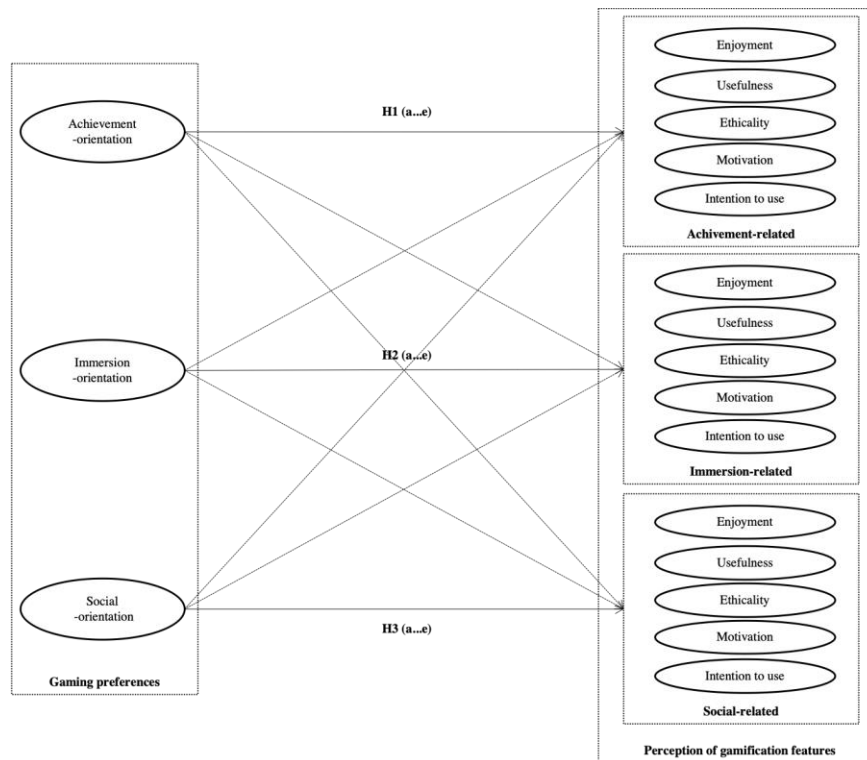 Achievement
-orientation
Immersion
-orientation
Social
-orientation
Gaming preferences
H1 (a...e)
H2 (a...e)
H3 (a...e)
Enjoyment
Usefulness
Ethicality
Motivation
Intention to use
Achivement-related
Enjoyment
Usefulness
Ethicality
Motivation
Intention to use
Immersion-related
Enjoyment
Usefulness
Ethicality
Motivation
Intention to use
Social-related
Perception of gamification features